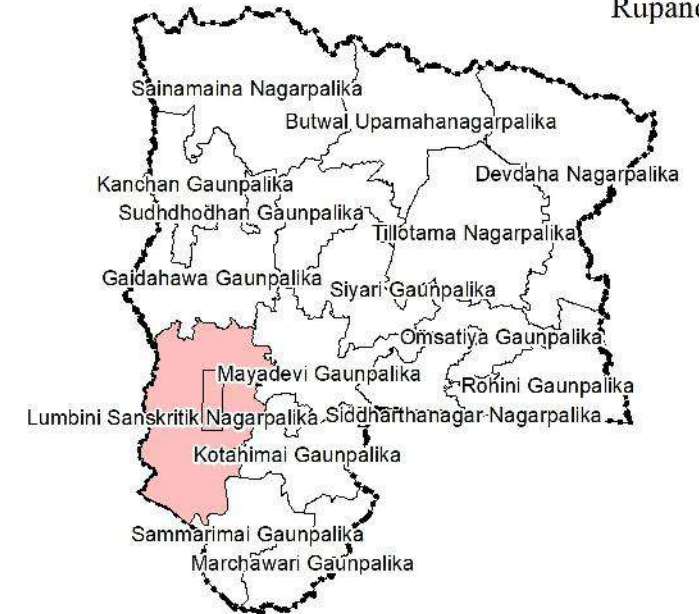 Sainamaina Nagarpalika
Butwal Upamahanagarpalika
Devdaha Nagarpalika
Kanchan Gaunpalika
Sudhdhodhan Gaunpalika
Tillotama Nagarpalika
Gaidahawa Gaunpalika
Siyari Gaunpalika
Omsatiya Gaunpalika
Mayadevi Gaunpalika
Rohini Gaunpalika
Lumbini Sanskritik Nagarpalika
Siddharthanagar Nagarpalika
Kotahimai Gaunpalika
Sammarimai Gaunpalika
Marchawari Gaunpalika